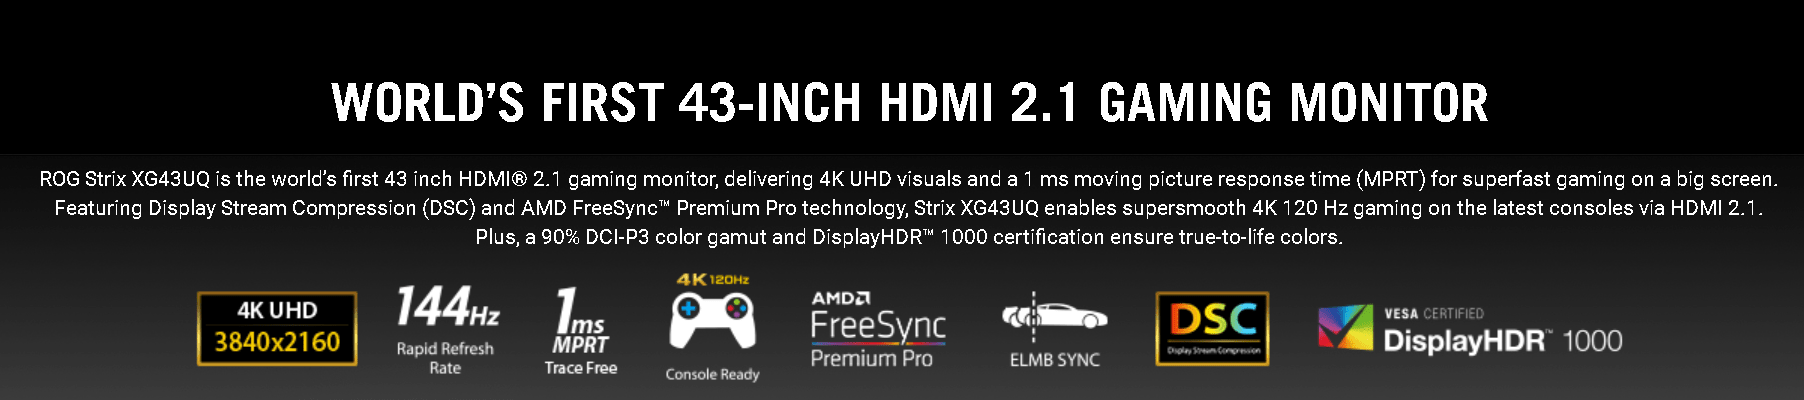 WORLD'S FIRST 43-INCH HDMI 2.1 GAMING MONITOR
ROG Strix XG43UQ is the world's first 43 inch HDMI® 2.1 gaming monitor, delivering 4K UHD visuals and a 1 ms moving picture response time (MPRT) for superfast gaming on a big screen.
Featuring Display Stream Compression (DSC) and AMD FreeSync™ Premium Pro technology, Strix XG43UQ enables supersmooth 4K 120 Hz gaming on the latest consoles via HDMI 2.1.
Plus, a 90% DCI-P3 color gamut and DisplayHDR™ 1000 certification ensure true-to-life colors.
4K UHD
3840x2160
144Hz
Rapid Refresh
Rate
1ms
MPRT
Trace Free
4K 120Hz
Console Ready
AMD
FreeSync
Premium Pro
ELMB SYNC
DSC
Display Stream Compression
VESA CERTIFIED
DisplayHDR™ 1000